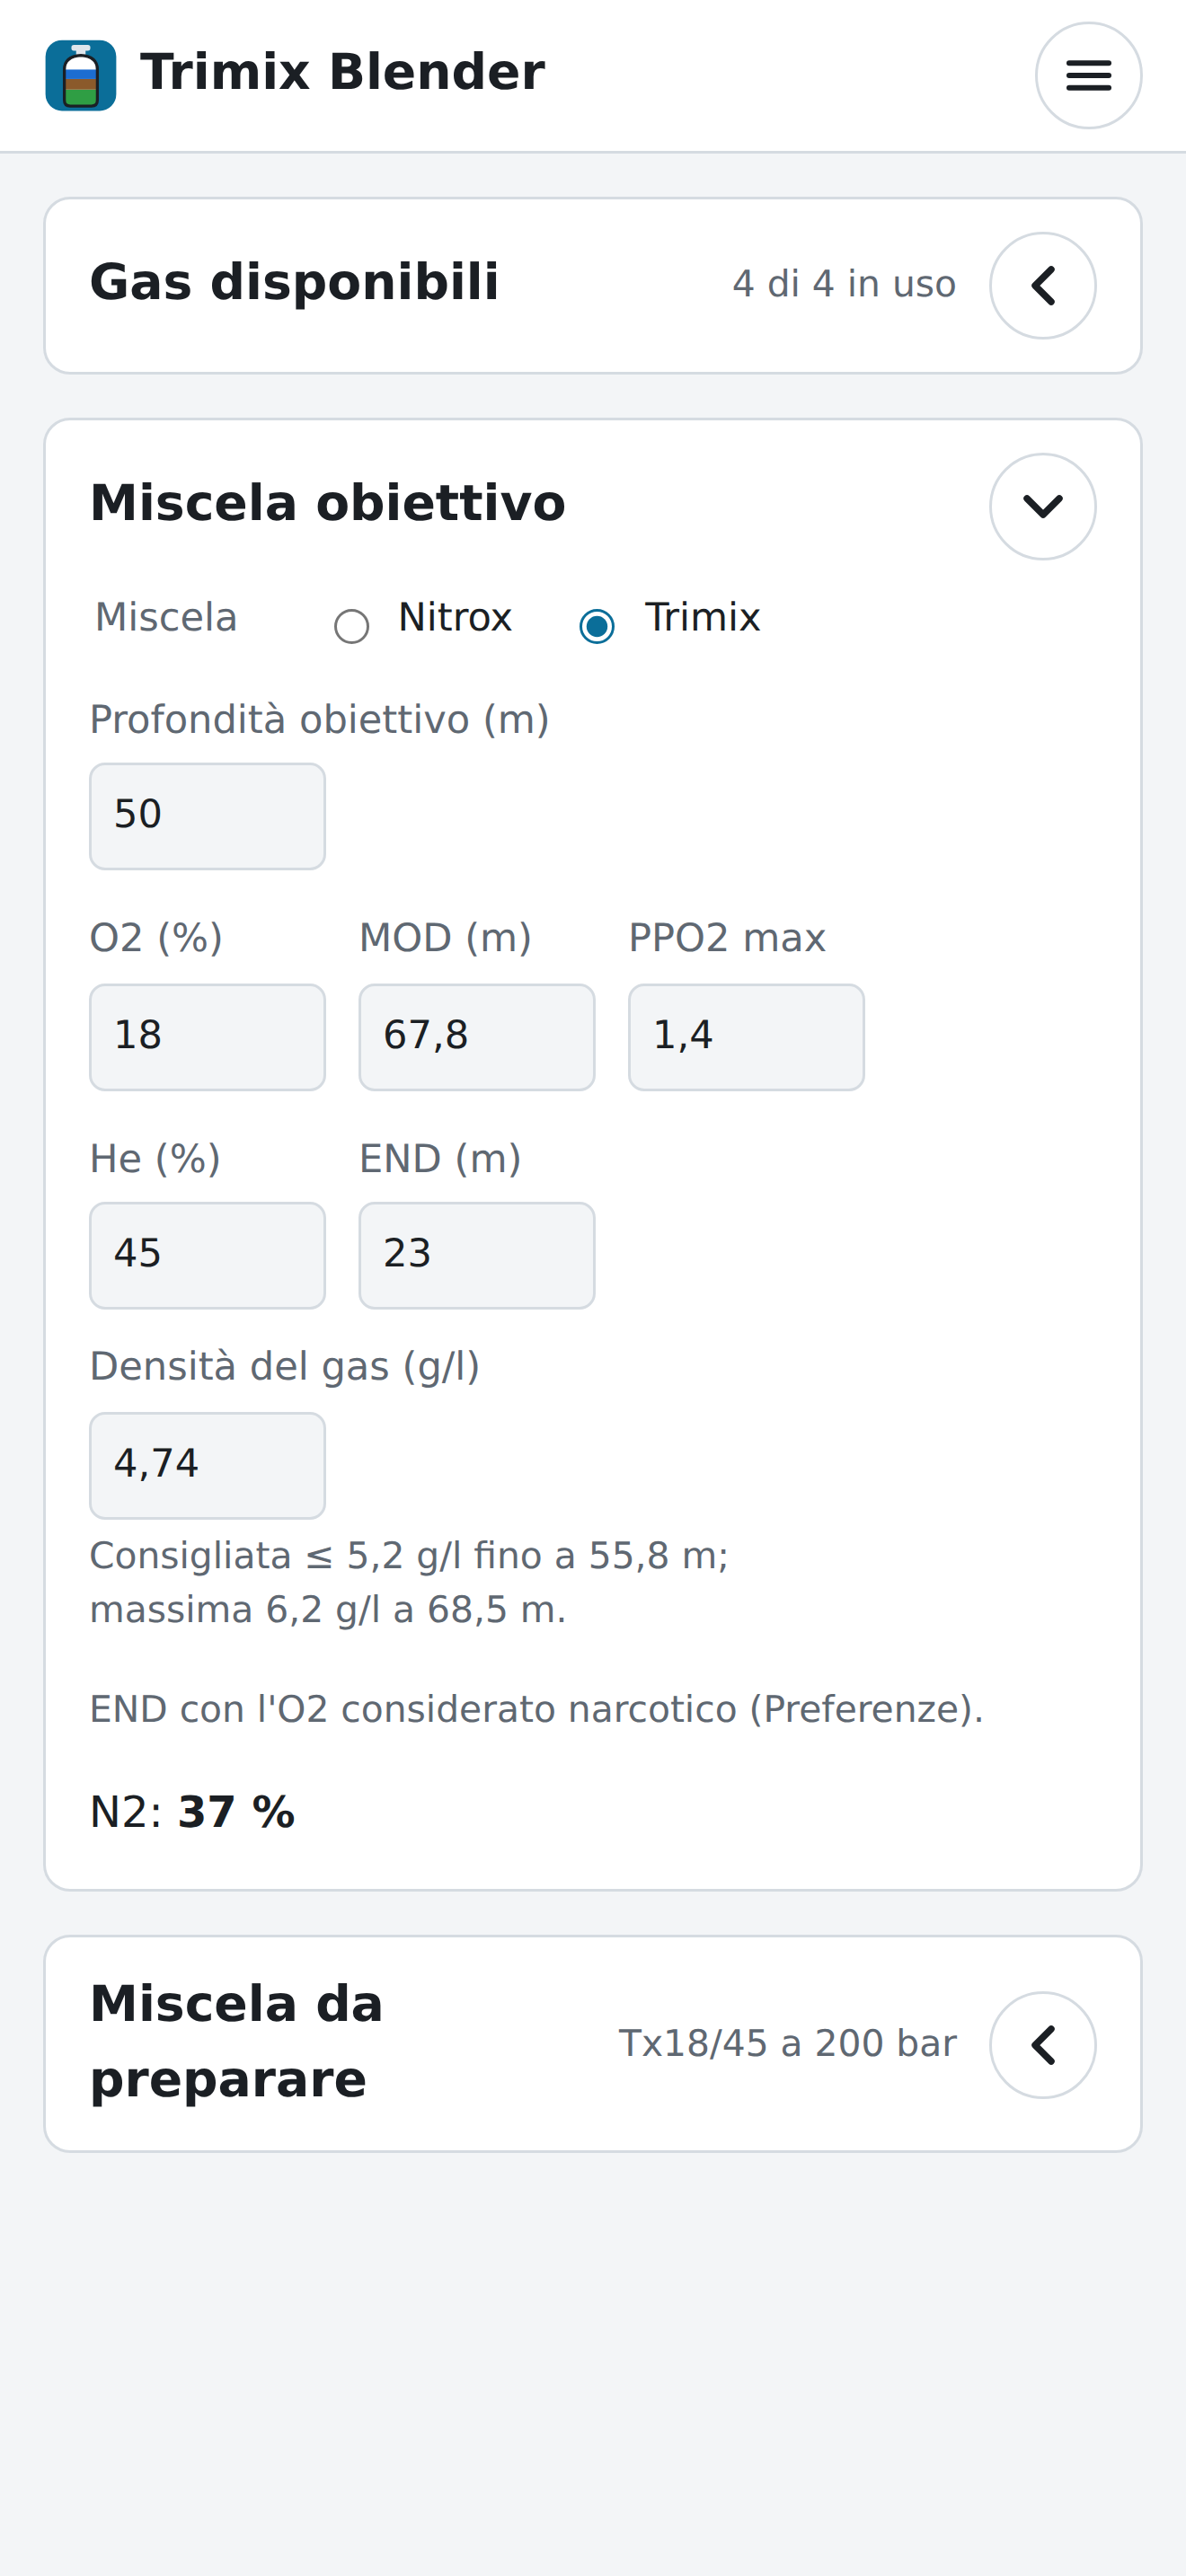 Trimix Blender
Gas disponibili
4 di 4 in uso
Miscela obiettivo
Miscela
Nitrox
Trimix
Profondità obiettivo (m)
50
O2 (%)
MOD (m)
PPO2 max
18
67,8
1,4
He (%)
END (m)
45
23
Densità del gas (g/l)
4,74
Consigliata ≤ 5,2 g/l fino a 55,8 m;
massima 6,2 g/l a 68,5 m.
END con l'O2 considerato narcotico (Preferenze).
N2: 37 %
Miscela da
preparare
Tx18/45 a 200 bar